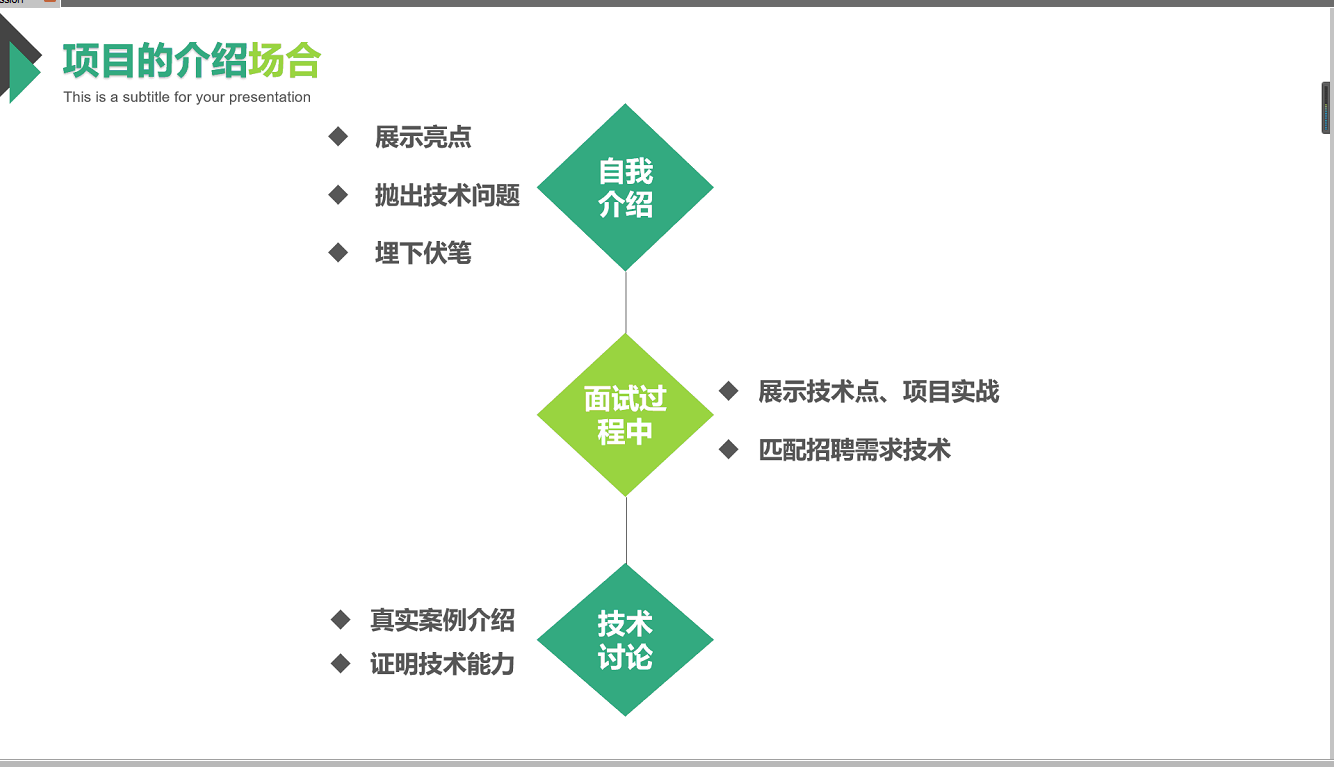 ssion
项目的介绍场合
This is a subtitle for your presentation
展示亮点
抛出技术问题
埋下伏笔
自我
介绍
面试过
程中
展示技术点、项目实战
匹配招聘需求技术
真实案例介绍
证明技术能力
技术
讨论